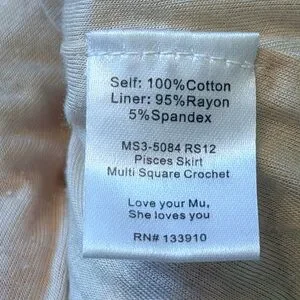 Self: 100%Cotton
Liner: 95%Rayon
5%Spandex
MS3-5084 RS12
Pisces Skirt
Multi Square Crochet
Love your Mu,
She loves you
RN# 133910